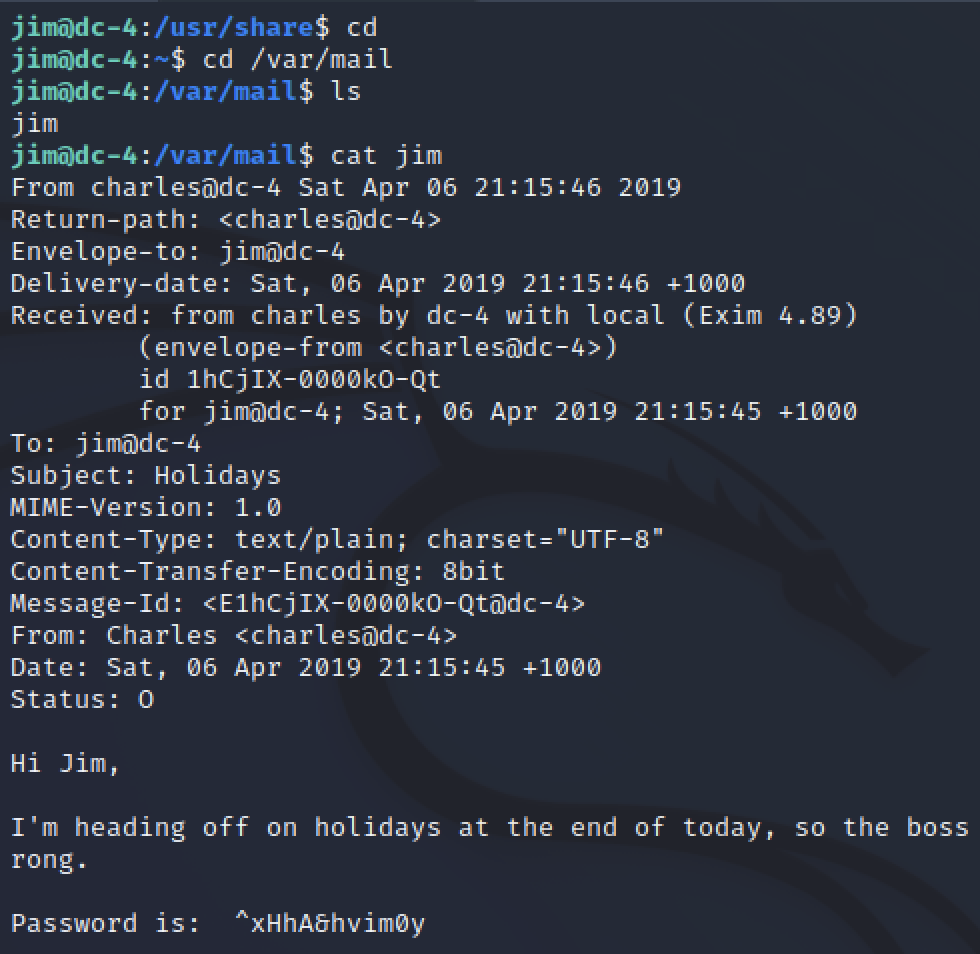 jim@dc-4:/usr/share$ cd
jim@dc-4:~$ cd /var/mail
jim@dc-4:/var/mail$ ls
jim
jim@dc-4:/var/mail$ cat jim
From charles@dc-4 Sat Apr 06 21:15:46 2019
Return-path: <charles@dc-4>
Envelope-to: jim@dc-4
Delivery-date: Sat, 06 Apr 2019 21:15:46 +1000
Received: from charles by dc-4 with local (Exim 4.89)
        (envelope-from <charles@dc-4>)
        id 1hCjIX-0000kO-Qt
        for jim@dc-4; Sat, 06 Apr 2019 21:15:45 +1000
To: jim@dc-4
Subject: Holidays
MIME-Version: 1.0
Content-Type: text/plain; charset="UTF-8"
Content-Transfer-Encoding: 8bit
Message-Id: <E1hCjIX-0000kO-Qt@dc-4>
From: Charles <charles@dc-4>
Date: Sat, 06 Apr 2019 21:15:45 +1000
Status: O

Hi Jim,

I'm heading off on holidays at the end of today, so the boss
rong.

Password is:  ^xHhA&hvim0y